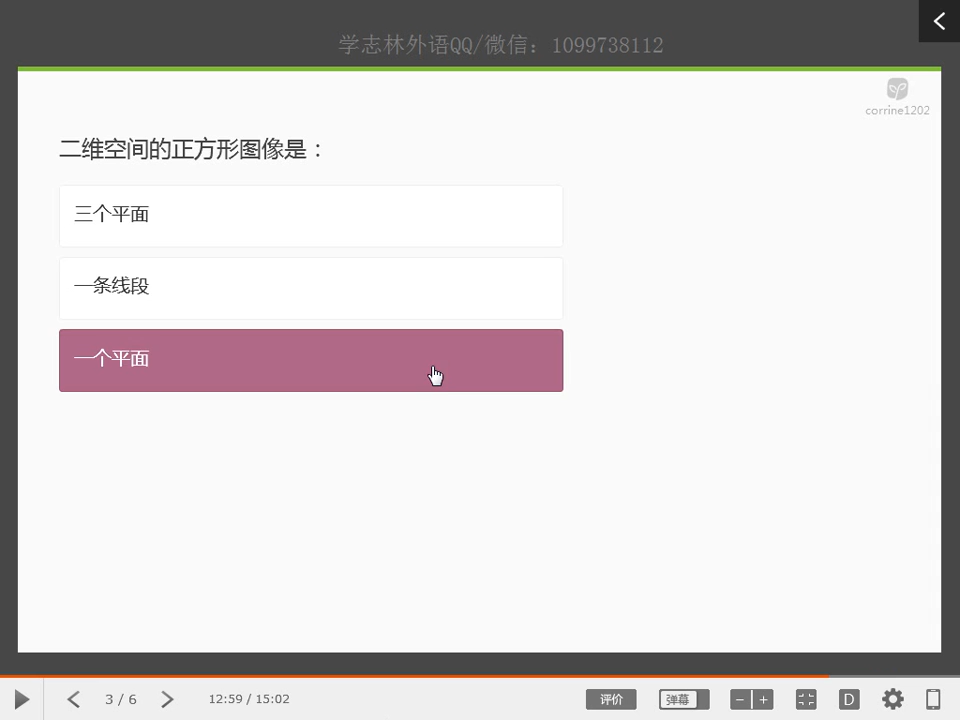 学志林外语QQ/微信：1099738112
corrine1202
二维空间的正方形图像是：
三个平面
一条线段
一个平面
3 / 6
12:59 / 15:02
评价
弹幕
D